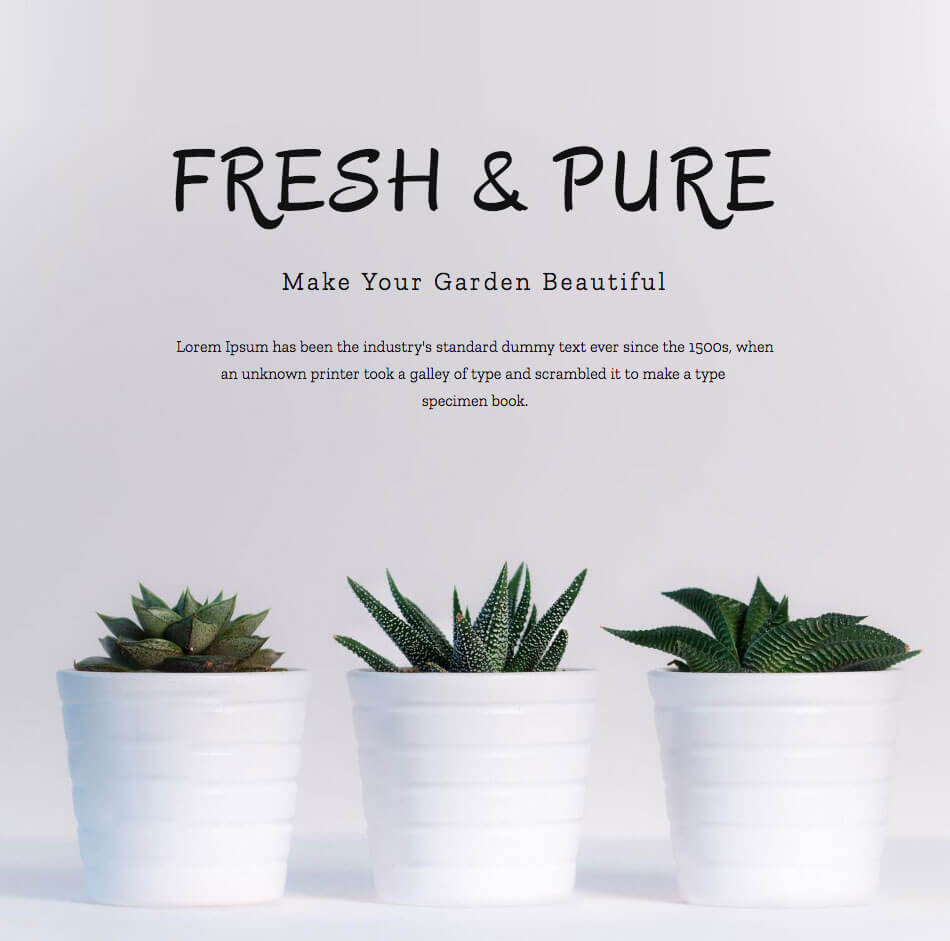 FRESH & PURE
Make Your Garden Beautiful
Lorem Ipsum has been the industry's standard dummy text ever since the 1500s, when
an unknown printer took a galley of type and scrambled it to make a type
specimen book.